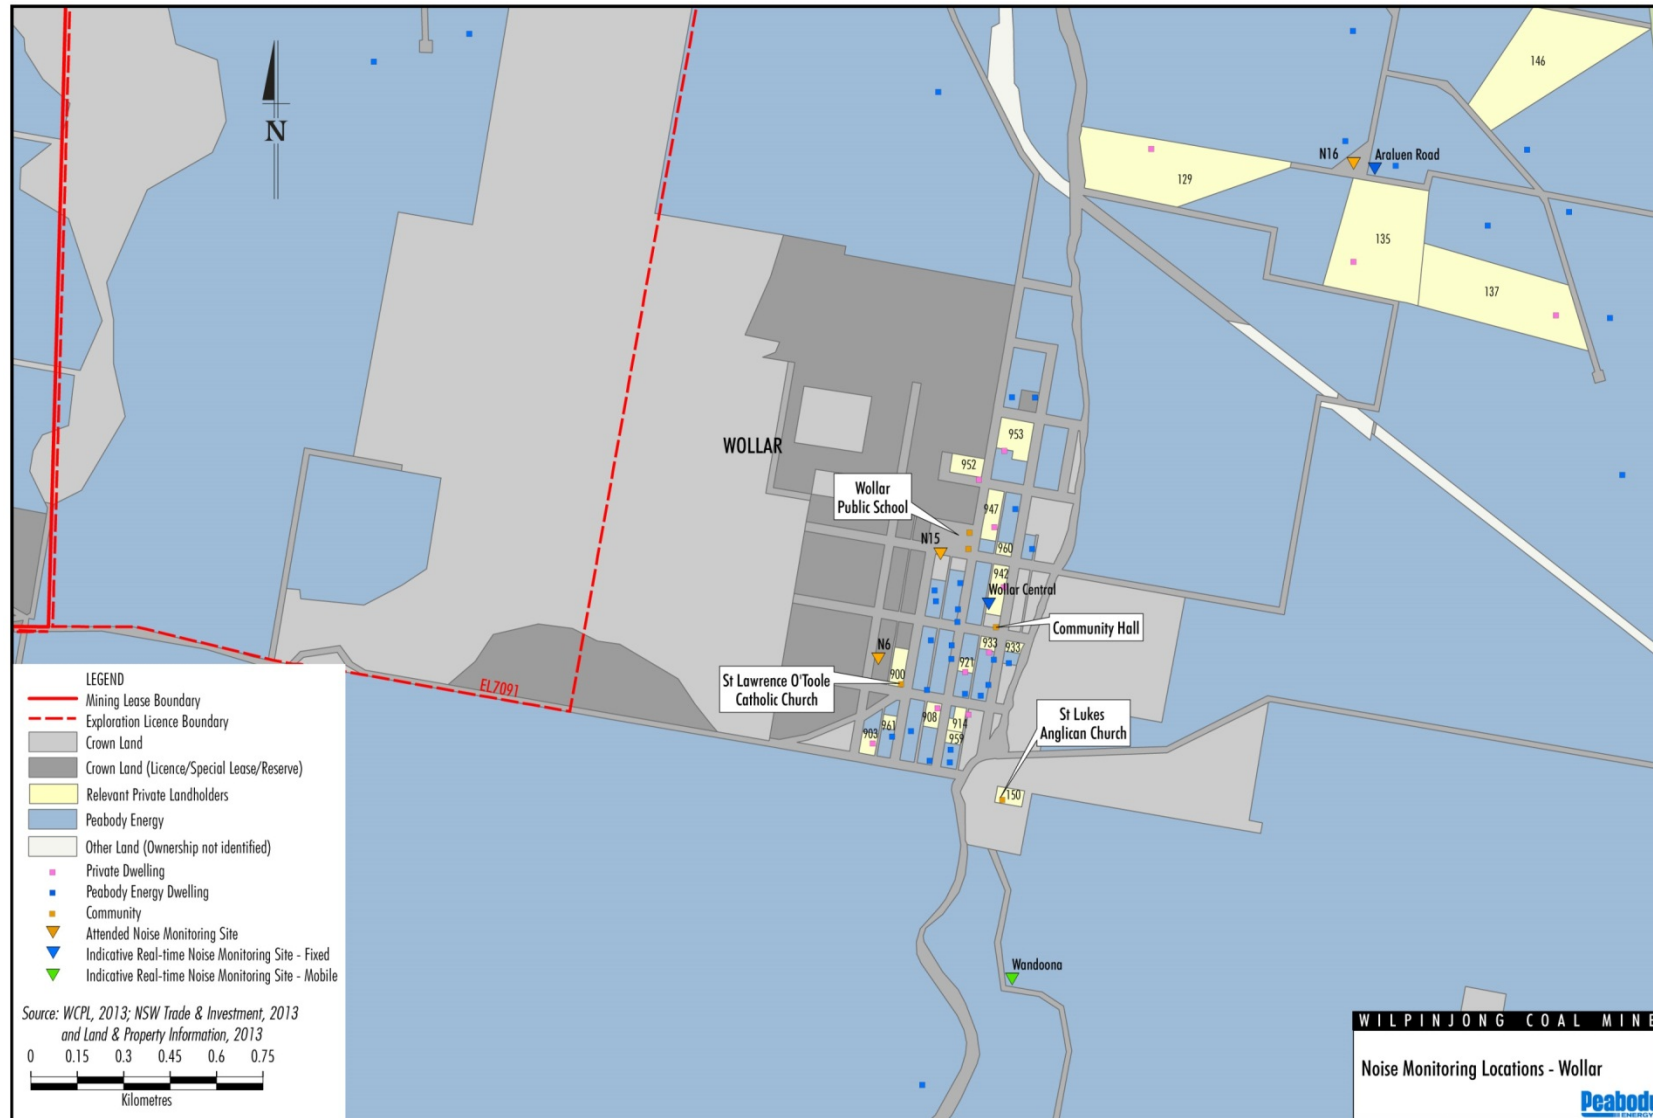 N
146
N16
Araluen Road
129
135
137
953
WOLLAR
952
Wollar
Public School
947
N15
960
942
Wollar Central
Community Hall
N6
933
933
921
900
St Lawrence O'Toole
Catholic Church
EL7091
St Lukes
Anglican Church
908
914
961
903
959
150
Wandoona
LEGEND
Mining Lease Boundary
Exploration Licence Boundary
Crown Land
Crown Land (Licence/Special Lease/Reserve)
Relevant Private Landholders
Peabody Energy
Other Land (Ownership not identified)
Private Dwelling
Peabody Energy Dwelling
Community
Attended Noise Monitoring Site
Indicative Real-time Noise Monitoring Site - Fixed
Indicative Real-time Noise Monitoring Site - Mobile
Source: WCPL, 2013; NSW Trade & Investment, 2013
and Land & Property Information, 2013
0 0.15 0.3 0.45 0.6 0.75
Kilometres
WILPINJONG COAL MINE
Noise Monitoring Locations - Wollar
Peabody
ENERGY